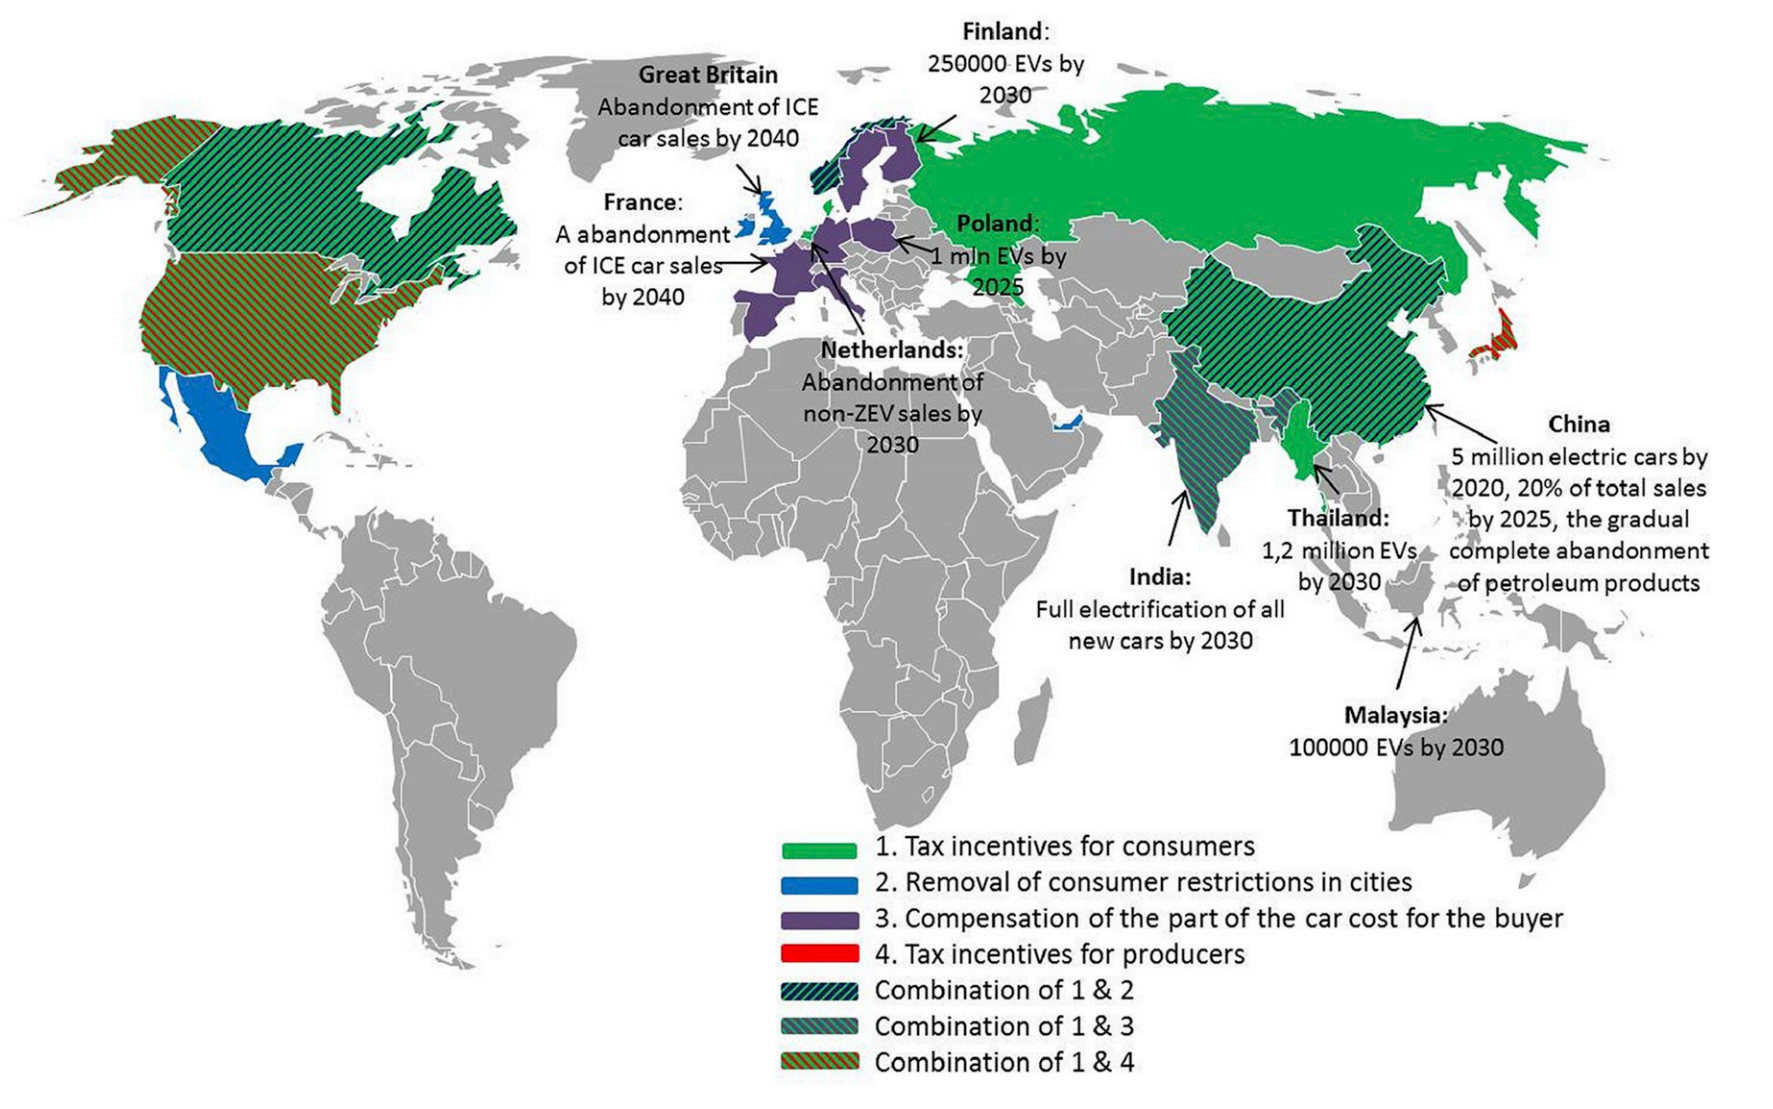 Finland:
250000 EVs by
2030
Great Britain
Abandonment of ICE
car sales by 2040
France:
A abandonment
of ICE car sales
by 2040
Poland:
1 mln EVs by
2025
Netherlands:
Abandonment of
non-ZEV sales by
2030
China
5 million electric cars by
2020, 20% of total sales
by 2025, the gradual
complete abandonment
of petroleum products
Thailand:
1,2 million EVs
by 2030
India:
Full electrification of all
new cars by 2030
Malaysia:
100000 EVs by 2030
1. Tax incentives for consumers
2. Removal of consumer restrictions in cities
3. Compensation of the part of the car cost for the buyer
4. Tax incentives for producers
Combination of 1 & 2
Combination of 1 & 3
Combination of 1 & 4